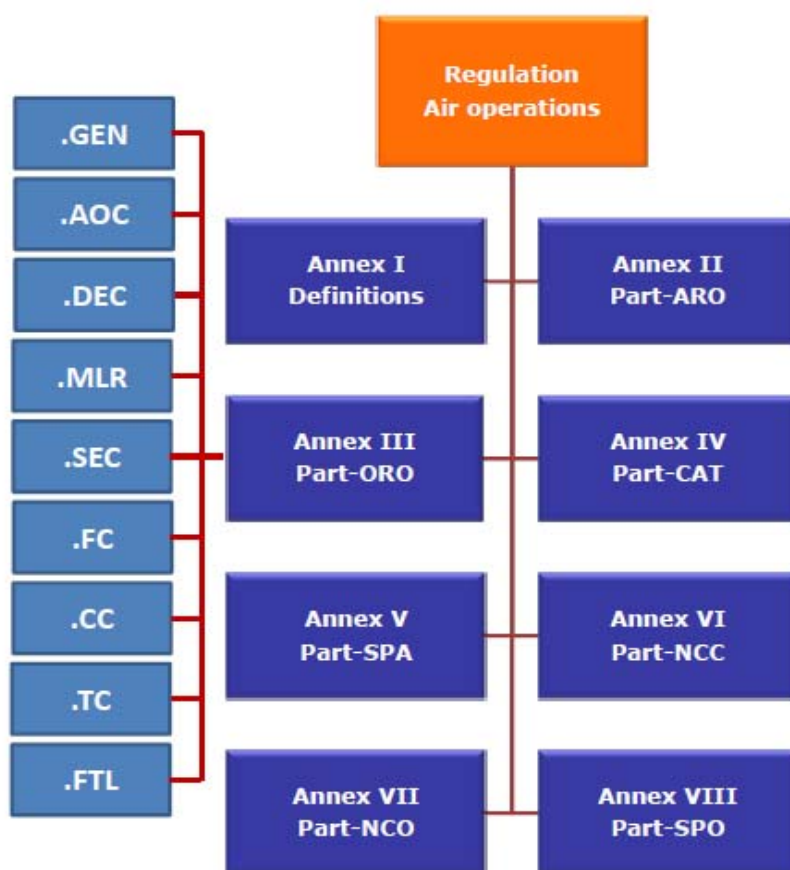 Regulation
Air operations
.GEN
.AOC
.DEC
.MLR
.SEC
.FC
.CC
.TC
.FTL
Annex I
Definitions
Annex II
Part-ARO
Annex III
Part-ORO
Annex IV
Part-CAT
Annex V
Part-SPA
Annex VI
Part-NCC
Annex VII
Part-NCO
Annex VIII
Part-SPO